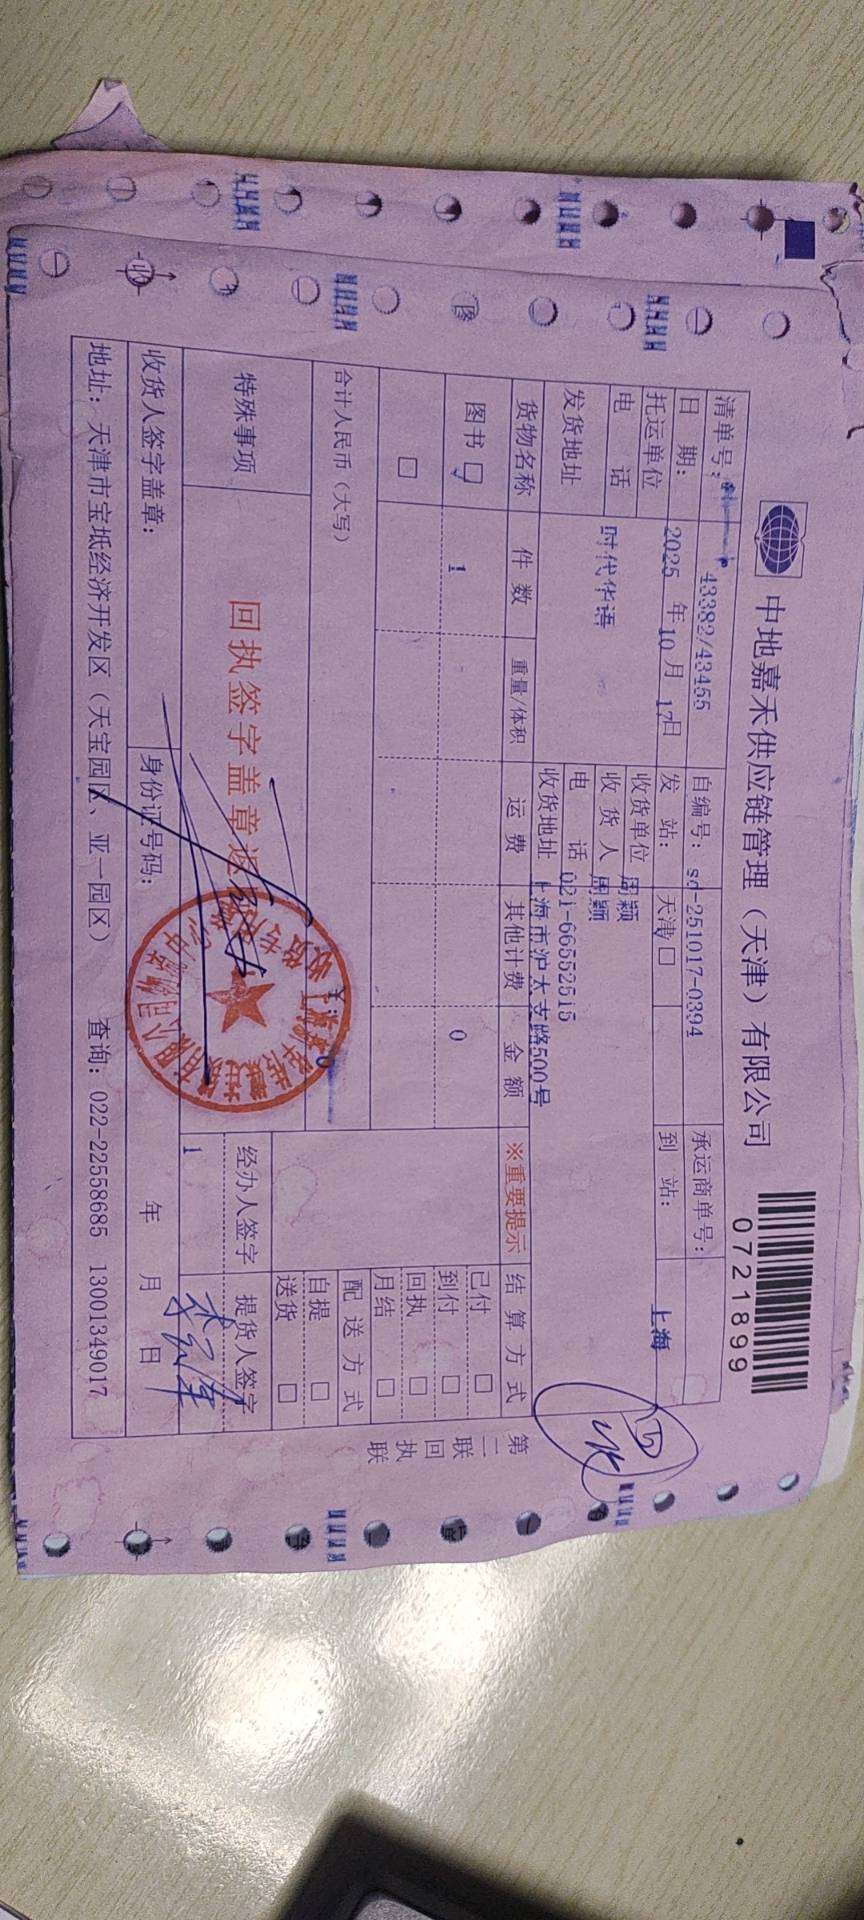 中地嘉禾供应链管理（天津）有限公司
0721899
清单号： 43382/43455 自编号：sd-251017-0394 承运商单号：
日 期： 2025 年 10 月 17日 发 站： 天津 到 站： 上海
托运单位 时代华语 收货单位 周颖
电 话 收 货 人 周颖
发货地址 电 话 021-66552515
收货地址 上海市沪太支路500号
货物名称 件 数 重量/体积 运 费 其他计费 金 额 ※重要提示 结 算 方 式
图书 1 0 已付
到付
回执
月结
合计人民币（大写） ¥: 配 送 方 式
自提
送货
特殊事项 回执签字盖章返 经办人签字 提货人签字
1
收货人签字盖章： 身份证号码： 年 月 日
地址：天津市宝坻经济开发区（天宝园区、亚一园区） 查询：022-22558685 13001349017
第二联 回执联